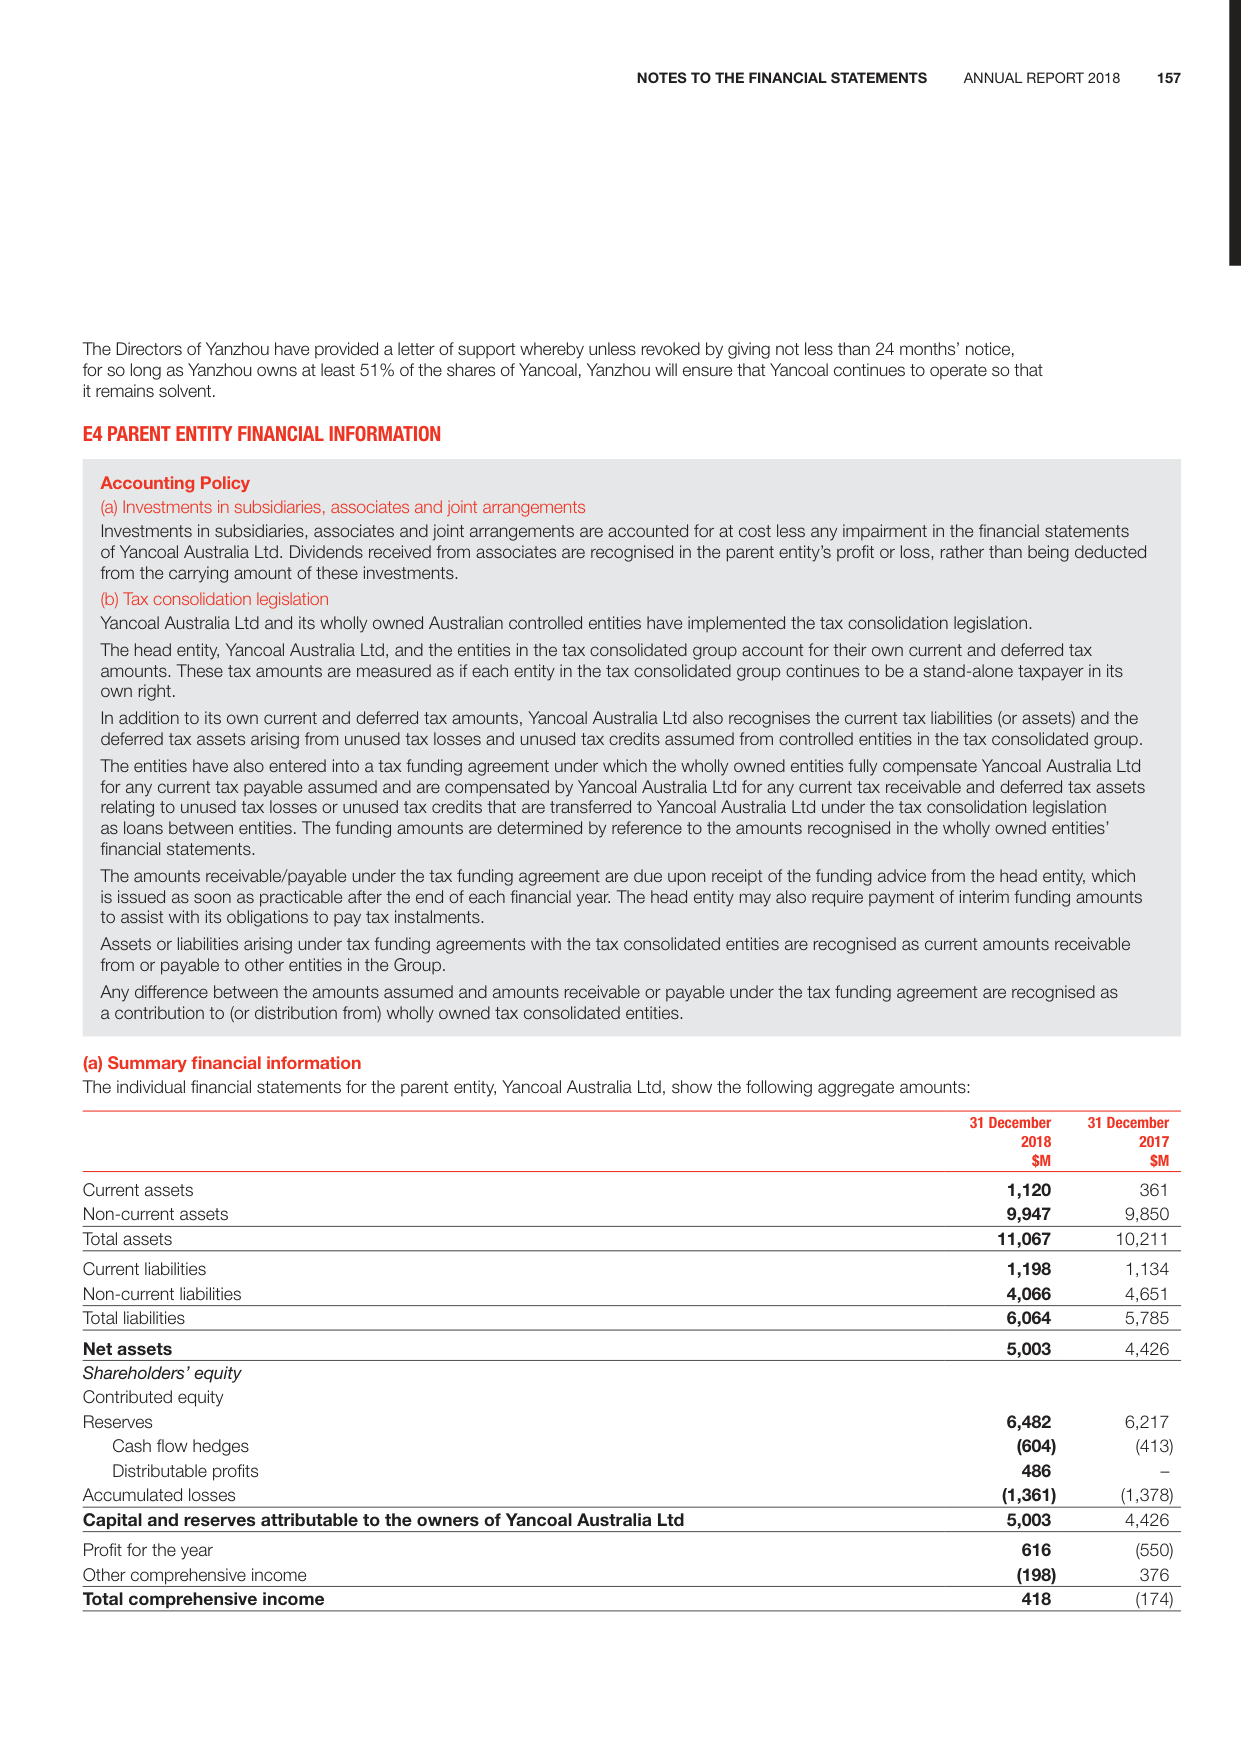 NOTES TO THE FINANCIAL STATEMENTS ANNUAL REPORT 2018 157
The Directors of Yanzhou have provided a letter of support whereby unless revoked by giving not less than 24 months' notice,
for so long as Yanzhou owns at least 51% of the shares of Yancoal, Yanzhou will ensure that Yancoal continues to operate so that
it remains solvent.
E4 PARENT ENTITY FINANCIAL INFORMATION
Accounting Policy
(a) Investments in subsidiaries, associates and joint arrangements
Investments in subsidiaries, associates and joint arrangements are accounted for at cost less any impairment in the financial statements
of Yancoal Australia Ltd. Dividends received from associates are recognised in the parent entity's profit or loss, rather than being deducted
from the carrying amount of these investments.
(b) Tax consolidation legislation
Yancoal Australia Ltd and its wholly owned Australian controlled entities have implemented the tax consolidation legislation.
The head entity, Yancoal Australia Ltd, and the entities in the tax consolidated group account for their own current and deferred tax
amounts. These tax amounts are measured as if each entity in the tax consolidated group continues to be a stand-alone taxpayer in its
own right.
In addition to its own current and deferred tax amounts, Yancoal Australia Ltd also recognises the current tax liabilities (or assets) and the
deferred tax assets arising from unused tax losses and unused tax credits assumed from controlled entities in the tax consolidated group.
The entities have also entered into a tax funding agreement under which the wholly owned entities fully compensate Yancoal Australia Ltd
for any current tax payable assumed and are compensated by Yancoal Australia Ltd for any current tax receivable and deferred tax assets
relating to unused tax losses or unused tax credits that are transferred to Yancoal Australia Ltd under the tax consolidation legislation
as loans between entities. The funding amounts are determined by reference to the amounts recognised in the wholly owned entities'
financial statements.
The amounts receivable/payable under the tax funding agreement are due upon receipt of the funding advice from the head entity, which
is issued as soon as practicable after the end of each financial year. The head entity may also require payment of interim funding amounts
to assist with its obligations to pay tax instalments.
Assets or liabilities arising under tax funding agreements with the tax consolidated entities are recognised as current amounts receivable
from or payable to other entities in the Group.
Any difference between the amounts assumed and amounts receivable or payable under the tax funding agreement are recognised as
a contribution to (or distribution from) wholly owned tax consolidated entities.
(a) Summary financial information
The individual financial statements for the parent entity, Yancoal Australia Ltd, show the following aggregate amounts:
31 December 31 December
2018 2017
$M $M
Current assets 1,120 361
Non-current assets 9,947 9,850
Total assets 11,067 10,211
Current liabilities 1,198 1,134
Non-current liabilities 4,066 4,651
Total liabilities 6,064 5,785
Net assets 5,003 4,426
Shareholders' equity
Contributed equity
Reserves 6,482 6,217
Cash flow hedges (604) (413)
Distributable profits 486 –
Accumulated losses (1,361) (1,378)
Capital and reserves attributable to the owners of Yancoal Australia Ltd 5,003 4,426
Profit for the year 616 (550)
Other comprehensive income (198) 376
Total comprehensive income 418 (174)